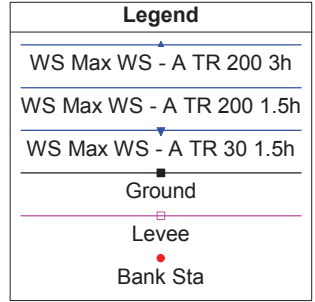 Legend
WS Max WS - A TR 200 3h
WS Max WS - A TR 200 1.5h
WS Max WS - A TR 30 1.5h
Ground
Levee
Bank Sta